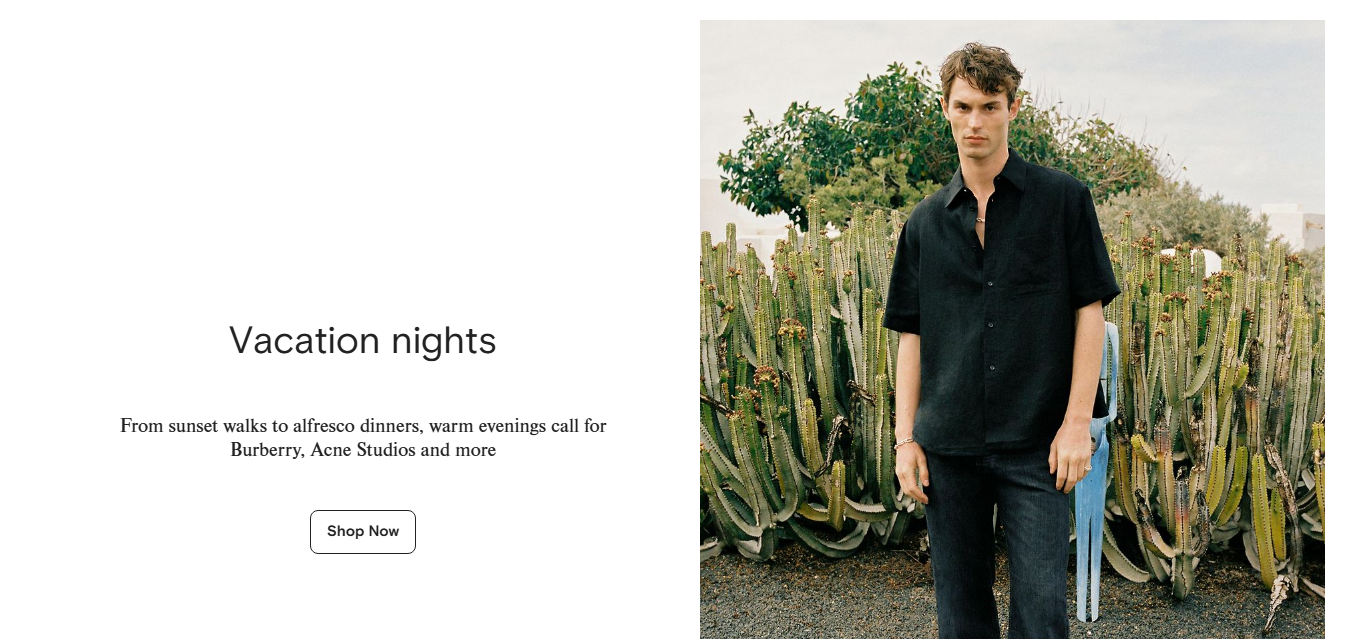 Vacation nights
From sunset walks to alfresco dinners, warm evenings call for
Burberry, Acne Studios and more
Shop Now